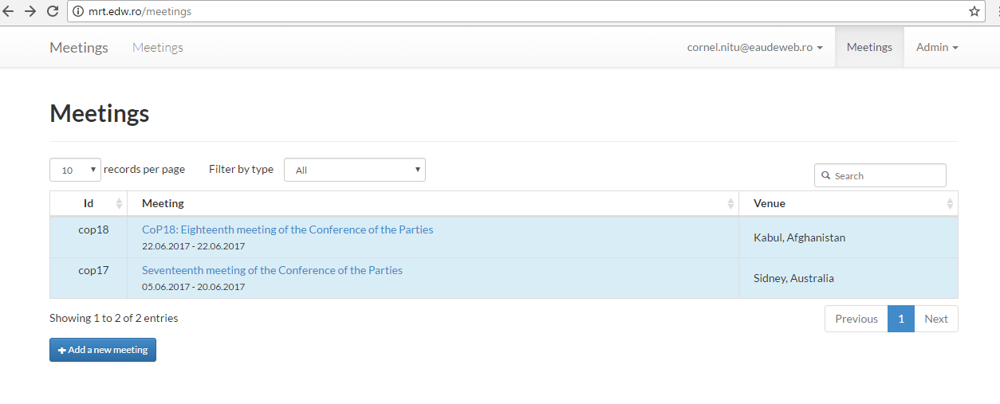 mrt.edw.ro/meetings
Meetings Meetings cornel.nitu@eaudeweb.ro Meetings Admin
Meetings
10 records per page Filter by type All Search
Id Meeting Venue
cop18 CoP18: Eighteenth meeting of the Conference of the Parties
22.06.2017 - 22.06.2017 Kabul, Afghanistan
cop17 Seventeenth meeting of the Conference of the Parties
05.06.2017 - 20.06.2017 Sidney, Australia
Showing 1 to 2 of 2 entries Previous 1 Next
Add a new meeting